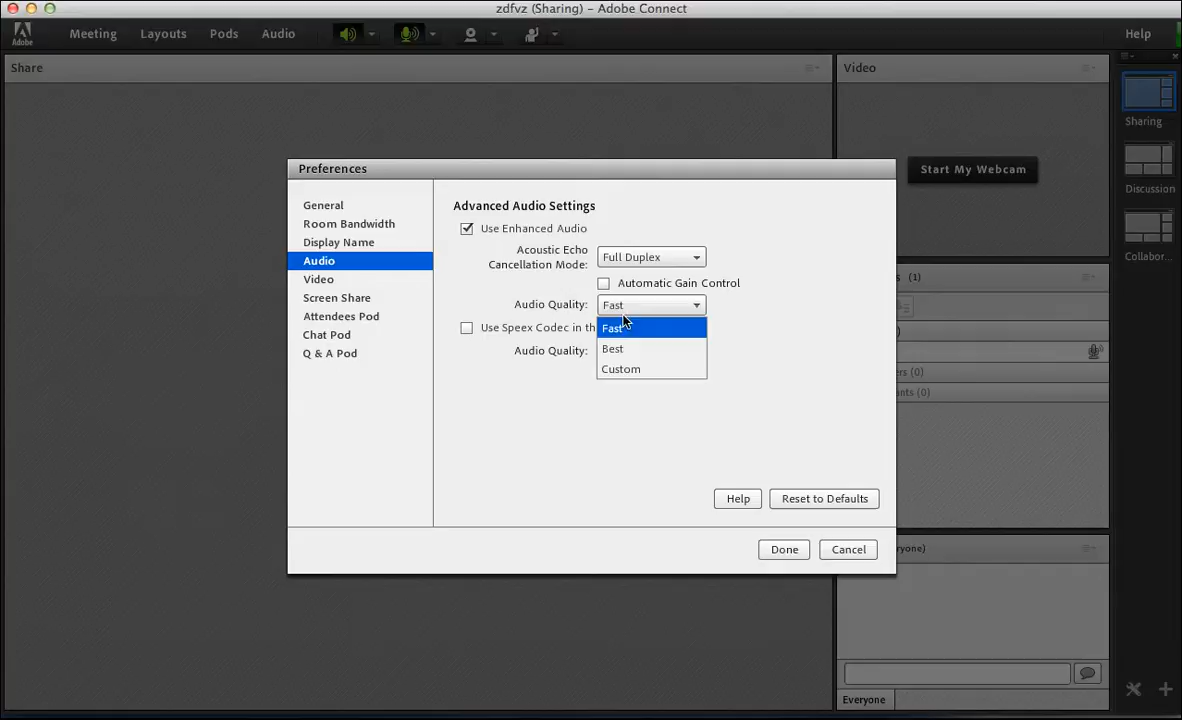 zdfvz (Sharing) - Adobe Connect
Adobe
Meeting
Layouts
Pods
Audio
Help
Share
Video
Start My Webcam
Sharing
Discussion
Collabor...
Preferences
General
Room Bandwidth
Display Name
Audio
Video
Screen Share
Attendees Pod
Chat Pod
Q & A Pod
Advanced Audio Settings
Use Enhanced Audio
Acoustic Echo
Cancellation Mode:
Full Duplex
Automatic Gain Control
Audio Quality:
Fast
Use Speex Codec in th
Audio Quality:
Fast
Best
Custom
Help
Reset to Defaults
Done
Cancel
s (1)
)
ers (0)
ants (0)
yone)
Everyone